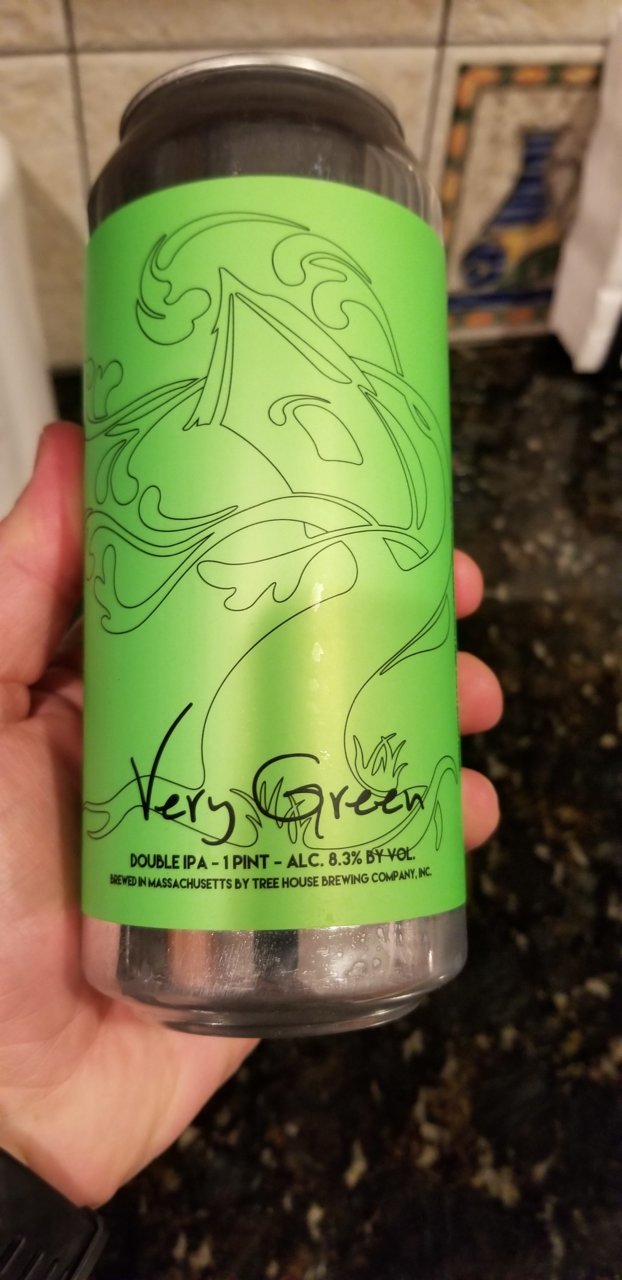 Very Green
DOUBLE IPA - 1 PINT - ALC. 8.3% BY VOL.
BREWED IN MASSACHUSETTS BY TREE HOUSE BREWING COMPANY, INC.